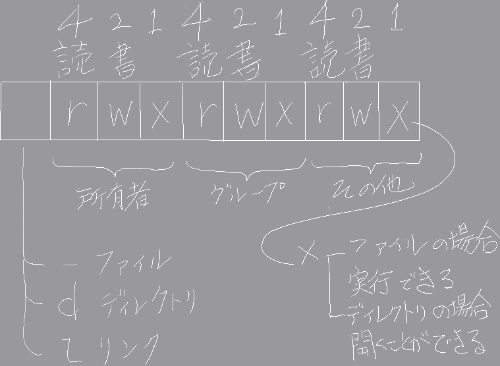 4 2 1 4 2 1 4 2 1
読 書 読 書 読 書
r w x r w x r w x
所有者 グループ その他
x ファイルの場合
実行できる
ディレクトリの場合
開くことができる
- ファイル
d ディレクトリ
l リンク